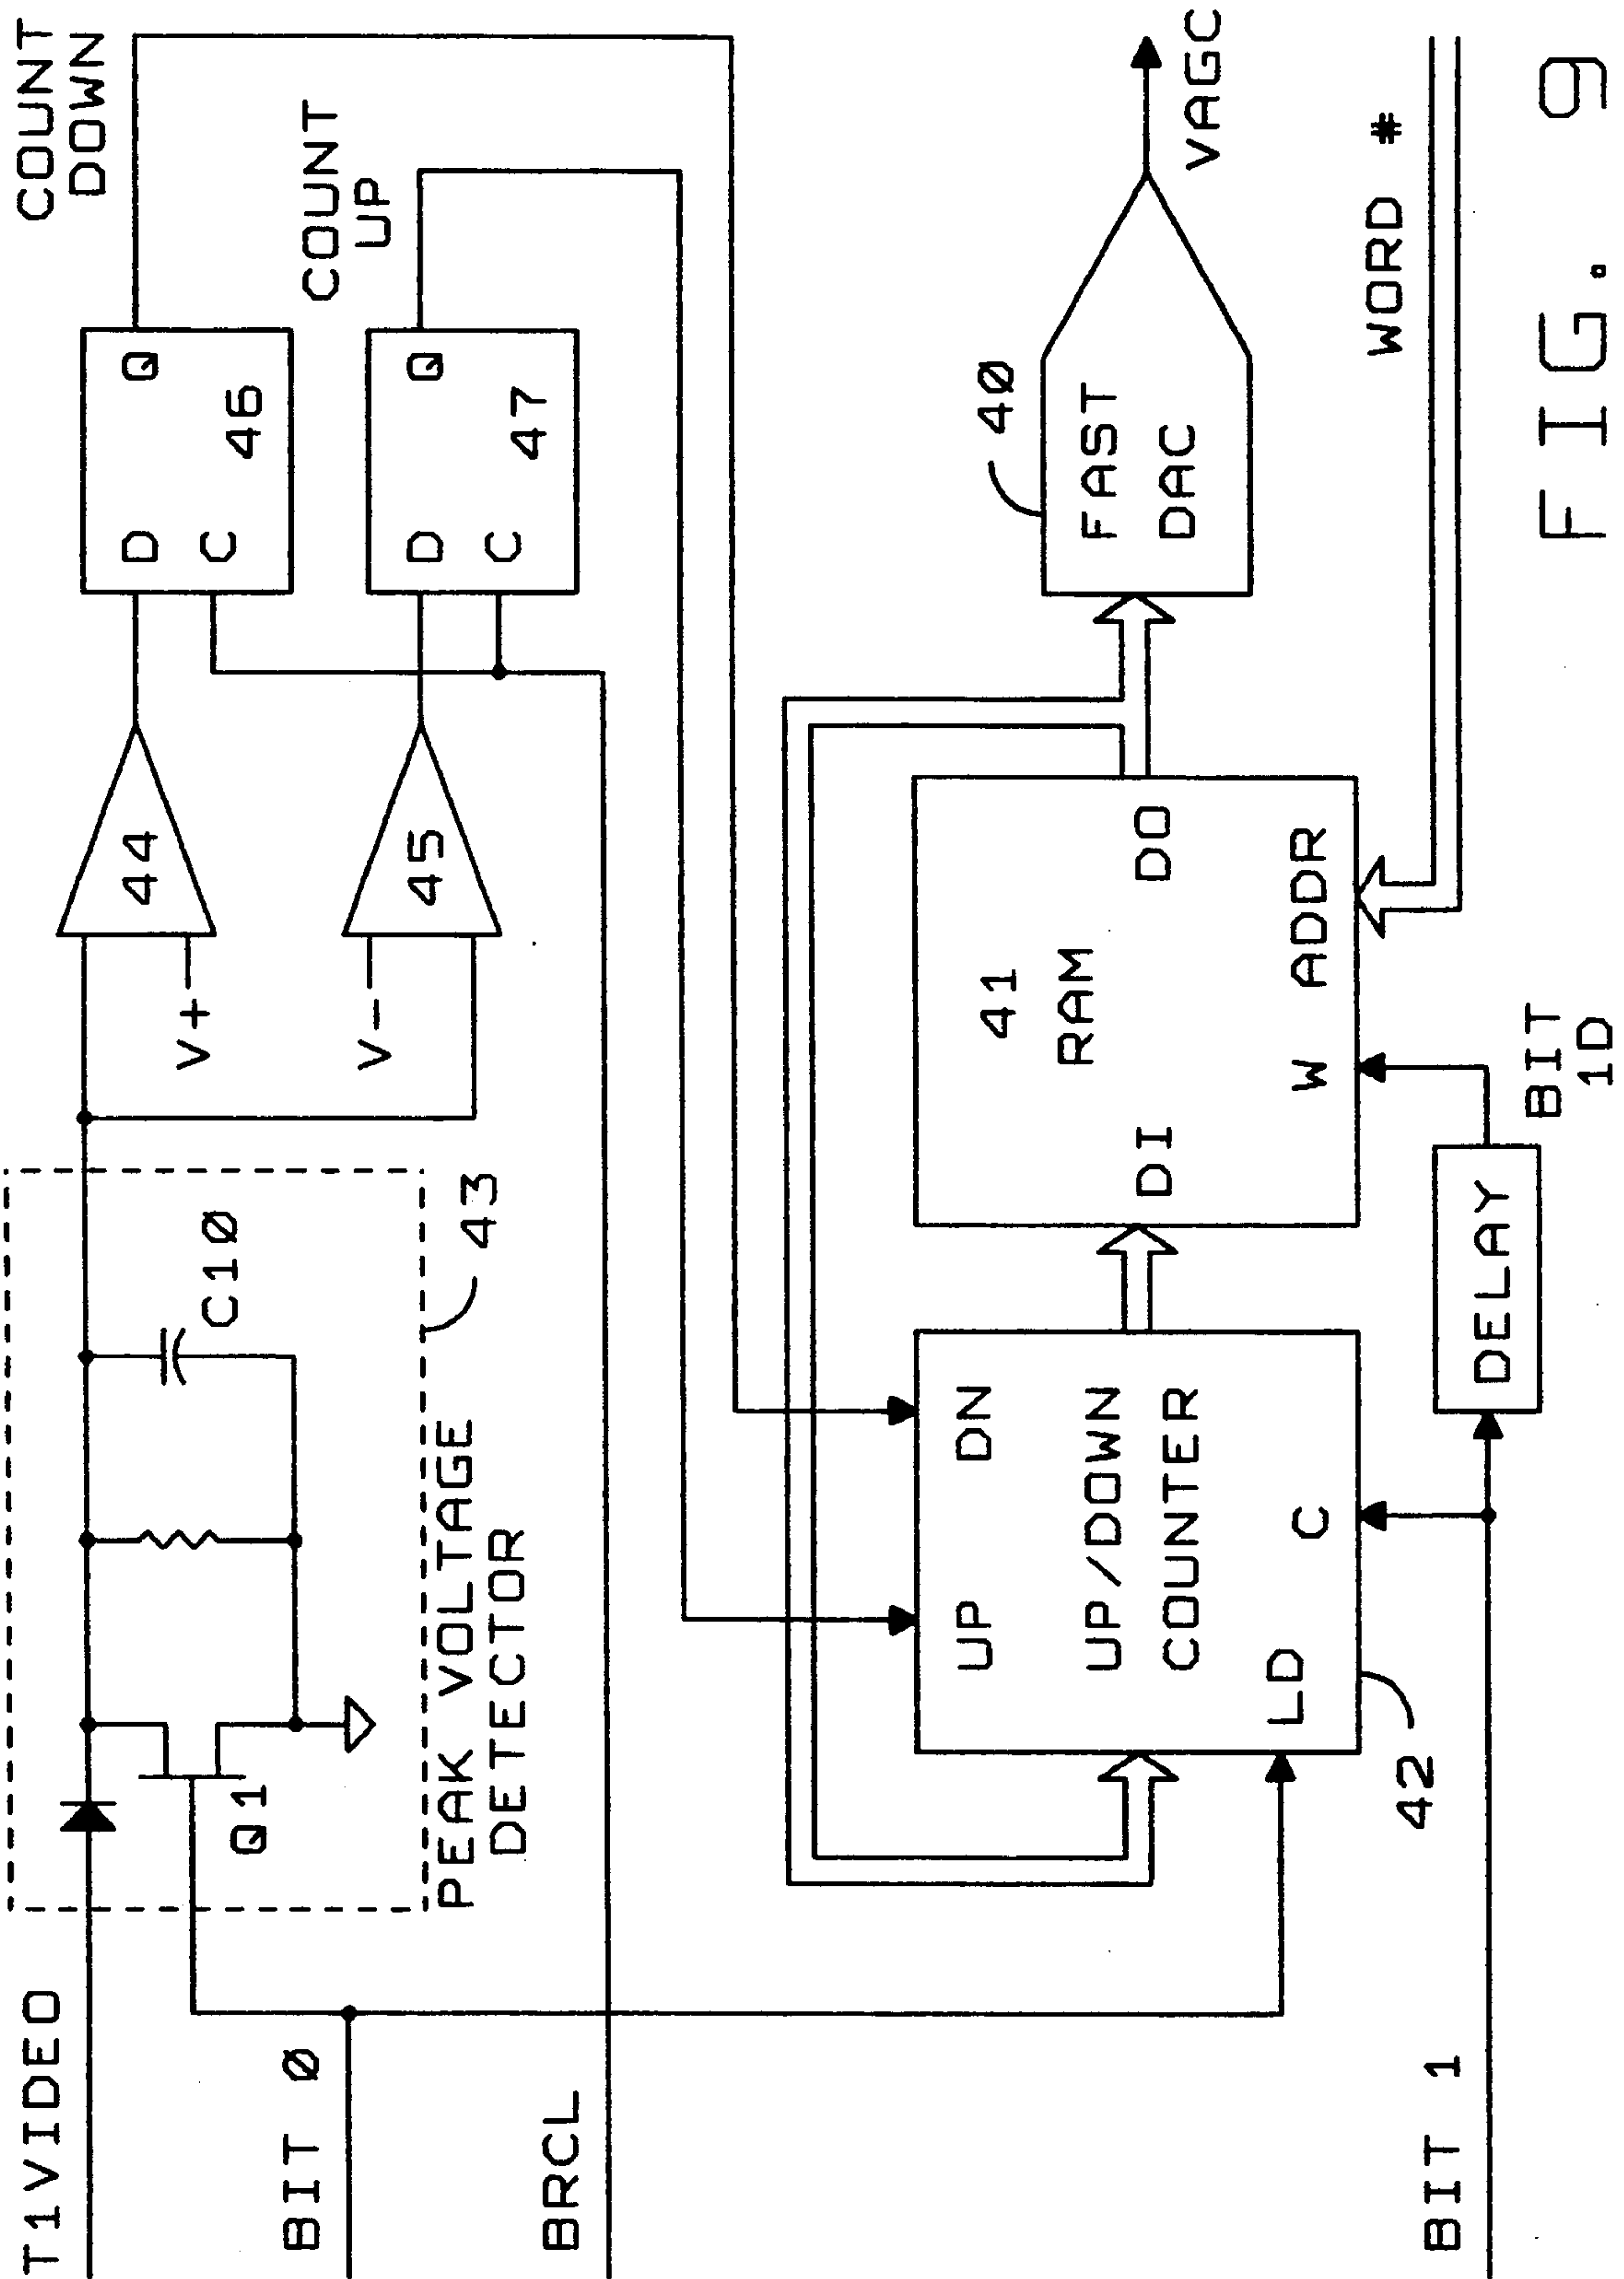 T1VIDEO
BIT 0
BRCL
BIT 1
Q1
C10
43
PEAK VOLTAGE
DETECTOR
V+
V-
44
45
D Q
C
46
D Q
C
47
COUNT
DOWN
COUNT
UP
UP DN
UP/DOWN
COUNTER
LD C
42
DELAY
BIT
1D
41
RAM
DI DO
W ADDR
40
FAST
DAC
VAGC
WORD #
FIG. 9